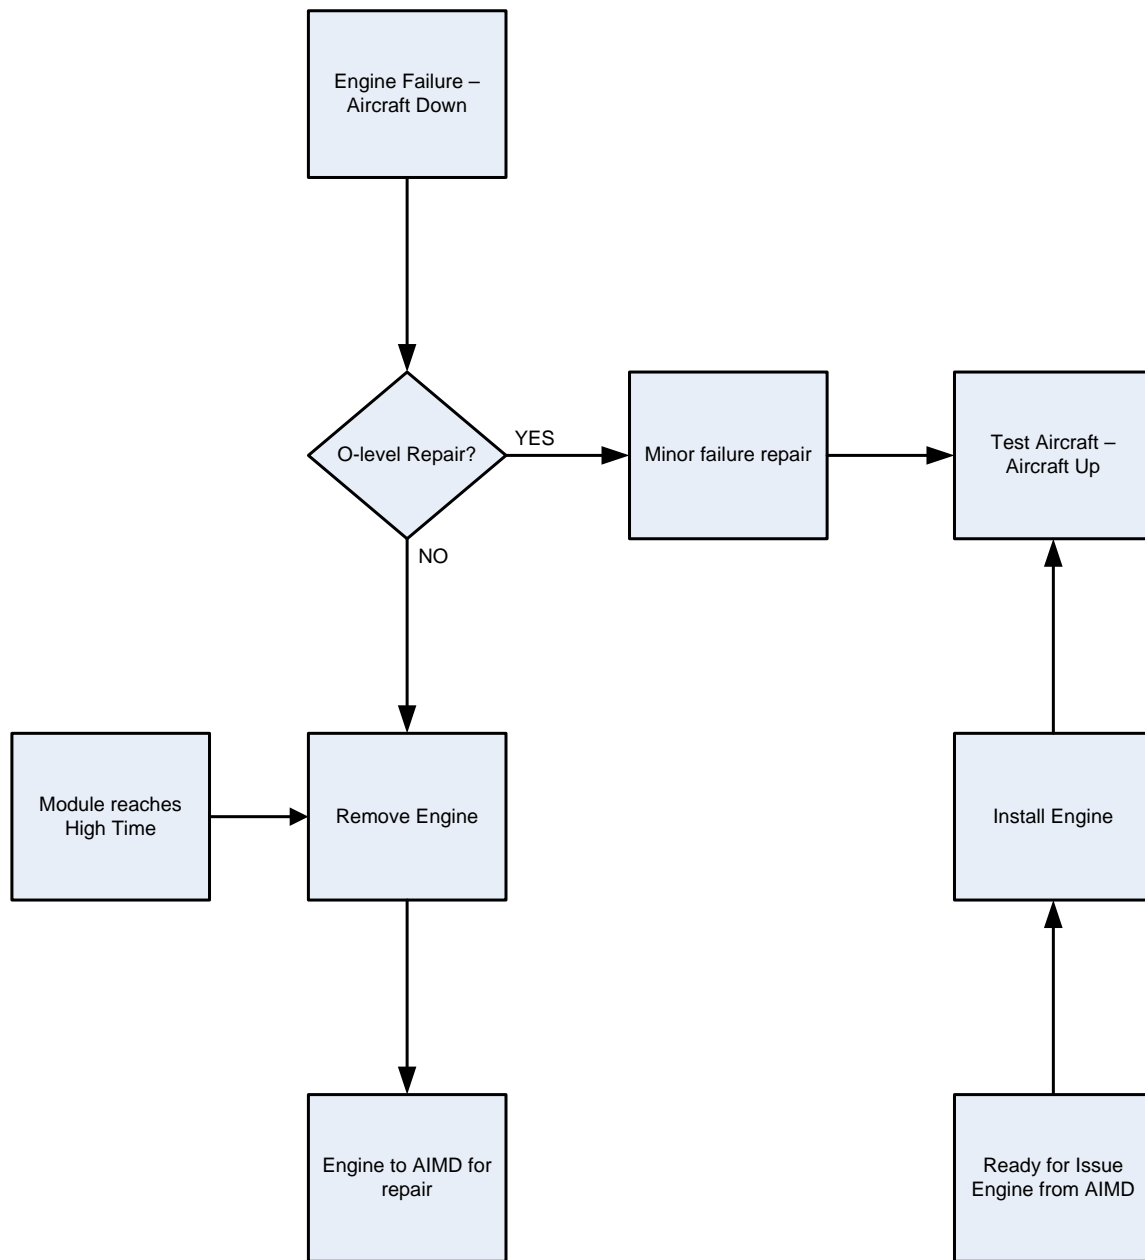 Engine Failure –
Aircraft Down
O-level Repair?
YES
Minor failure repair
Test Aircraft –
Aircraft Up
NO
Module reaches
High Time
Remove Engine
Install Engine
Engine to AIMD for
repair
Ready for Issue
Engine from AIMD